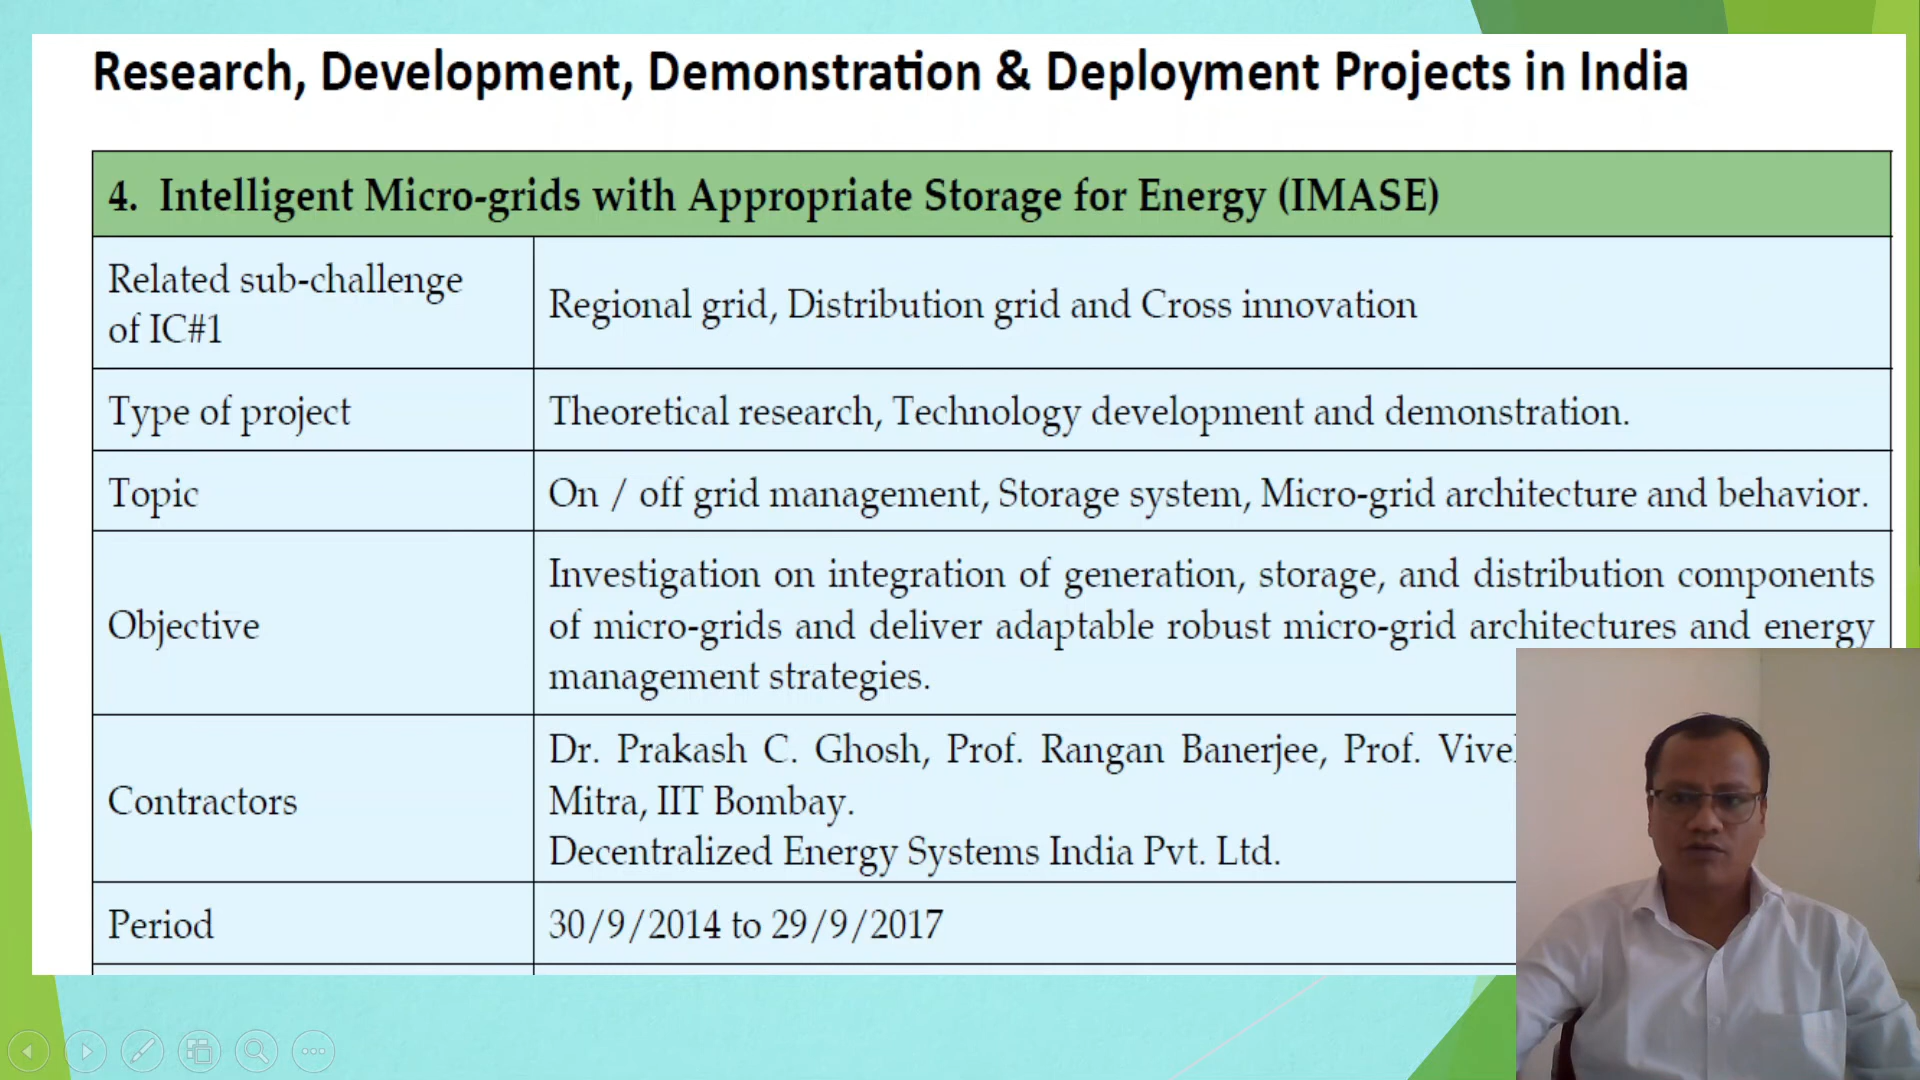 Research, Development, Demonstration & Deployment Projects in India
4. Intelligent Micro-grids with Appropriate Storage for Energy (IMASE)
Related sub-challenge
of IC#1
Regional grid, Distribution grid and Cross innovation
Type of project
Theoretical research, Technology development and demonstration.
Topic
On / off grid management, Storage system, Micro-grid architecture and behavior.
Objective
Investigation on integration of generation, storage, and distribution components
of micro-grids and deliver adaptable robust micro-grid architectures and energy
management strategies.
Contractors
Dr. Prakash C. Ghosh, Prof. Rangan Banerjee, Prof.
Mitra, IIT Bombay.
Decentralized Energy Systems India Pvt. Ltd.
Period
30/9/2014 to 29/9/2017